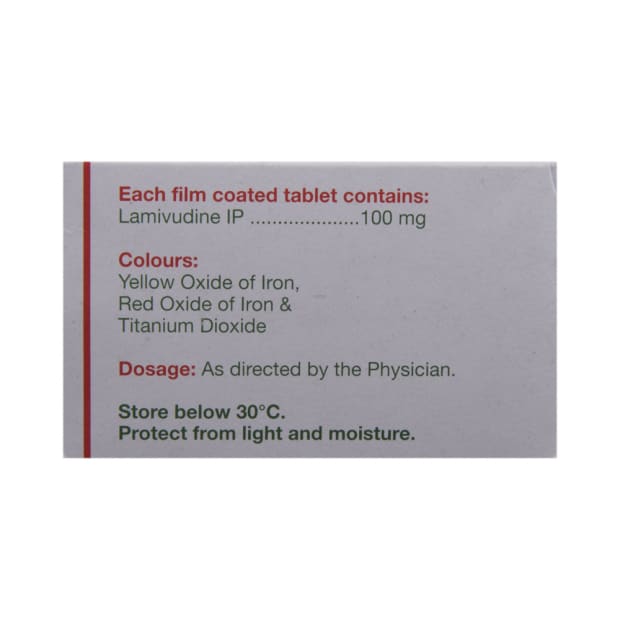 Each film coated tablet contains:
Lamivudine IP ....................100 mg
Colours:
Yellow Oxide of Iron,
Red Oxide of Iron &
Titanium Dioxide
Dosage: As directed by the Physician.
Store below 30°C.
Protect from light and moisture.